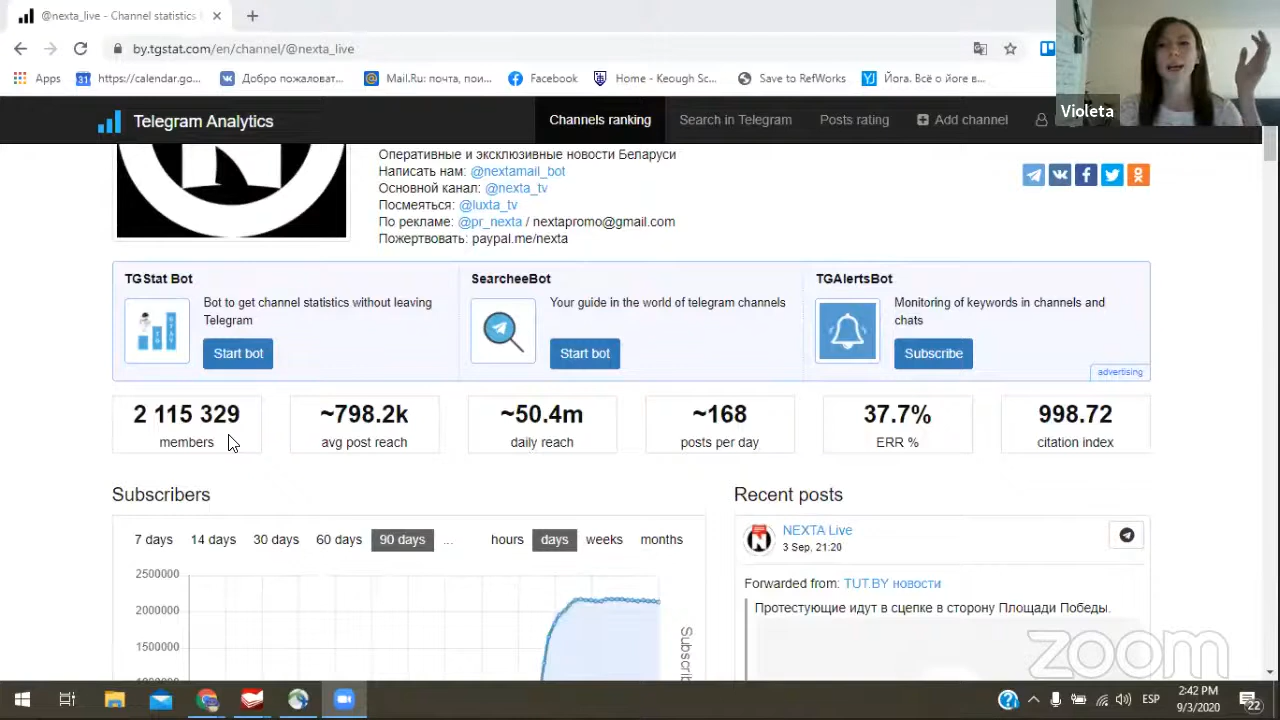 @nexta_live - Channel statistics
by.tgstat.com/en/channel/@nexta_live
Apps
31
https://calendar.go...
Добро пожаловат...
Mail.Ru: почта, пои...
Facebook
Home - Keough Sc...
Save to RefWorks
Йога. Всё о йоге в...
Violeta
Telegram Analytics
Channels ranking
Search in Telegram
Posts rating
Add channel
Оперативные и эксклюзивные новости Беларуси
Написать нам: @nextamail_bot
Основной канал: @nexta_tv
Посмеяться: @luxta_tv
По рекламе: @pr_nexta / nextapromo@gmail.com
Пожертвовать: paypal.me/nexta
TGStat Bot
Bot to get channel statistics without leaving
Telegram
Start bot
SearcheeBot
Your guide in the world of telegram channels
Start bot
TGAlertsBot
Monitoring of keywords in channels and
chats
Subscribe
advertising
2 115 329
members
~798.2k
avg post reach
~50.4m
daily reach
~168
posts per day
37.7%
ERR %
998.72
citation index
Subscribers
7 days
14 days
30 days
60 days
90 days
...
hours
days
weeks
months
2500000
2000000
1500000
Recent posts
NEXTA Live
3 Sep, 21:20
Forwarded from: TUT.BY новости
Протестующие идут в сцепке в сторону Площади Победы.
zoom
ESP
2:42 PM
9/3/2020
22